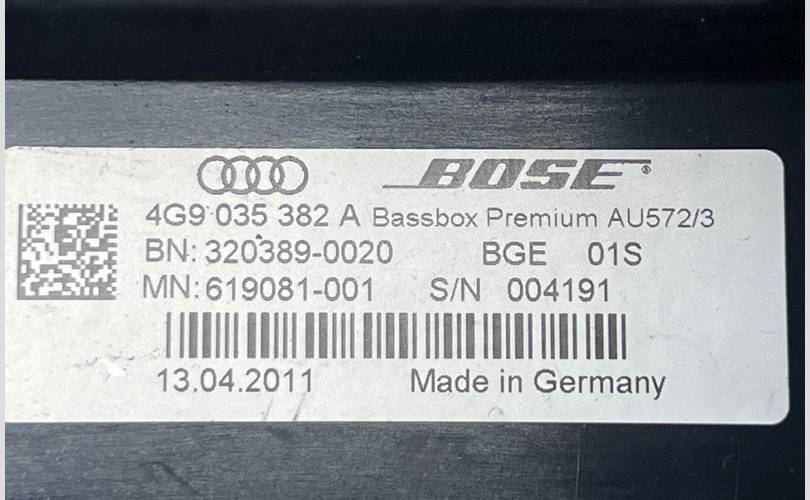 BOSE®
4G9 035 382 A Bassbox Premium AU572/3
BN: 320389-0020 BGE 01S
MN: 619081-001 S/N 004191
13.04.2011 Made in Germany